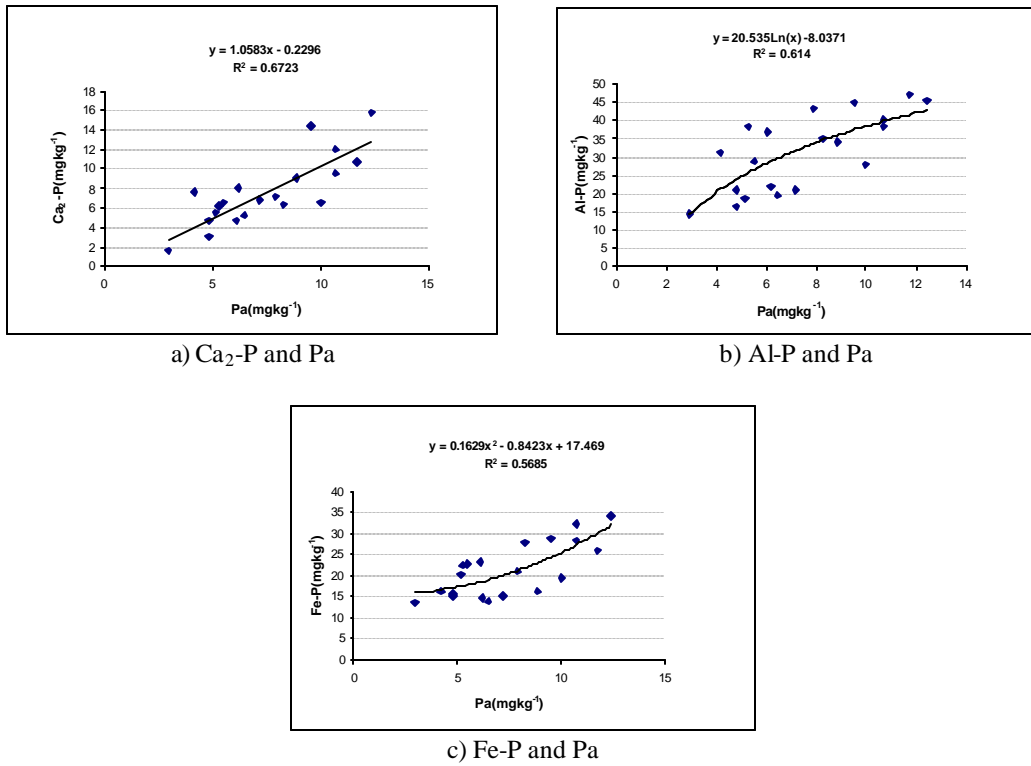 y = 1.0583x - 0.2296
R² = 0.6723
18
16
14
12
10
8
6
4
2
0
Ca₂-P(mgkg⁻¹)
0 5 10 15
Pa(mgkg⁻¹)
a) Ca₂-P and Pa
y = 20.535Ln(x) -8.0371
R² = 0.614
50
45
40
35
30
25
20
15
10
5
0
Al-P(mgkg⁻¹)
0 2 4 6 8 10 12 14
Pa(mgkg⁻¹)
b) Al-P and Pa
y = 0.1629x² - 0.8423x + 17.469
R² = 0.5685
40
35
30
25
20
15
10
5
0
Fe-P(mgkg⁻¹)
0 5 10 15
Pa(mgkg⁻¹)
c) Fe-P and Pa